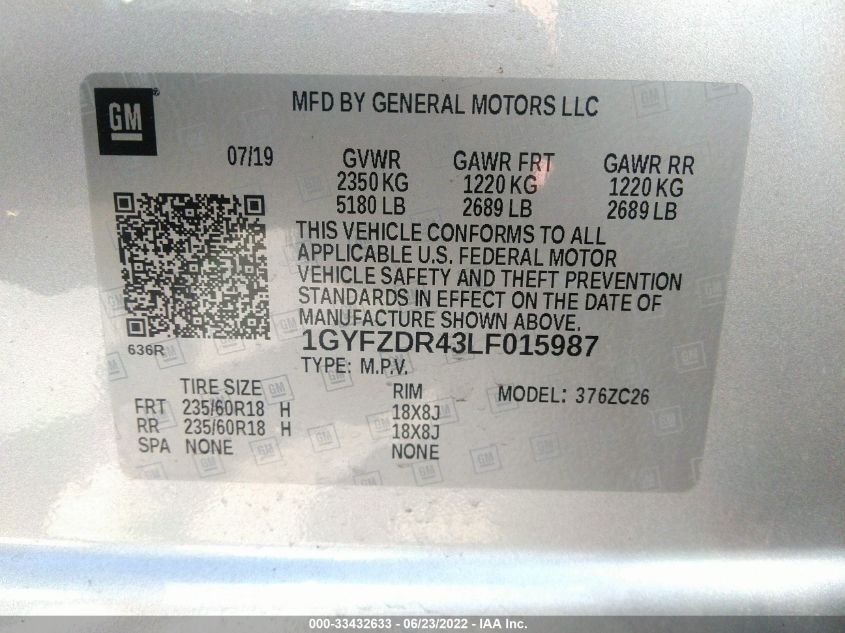 GM ®
MFD BY GENERAL MOTORS LLC
07/19 GVWR GAWR FRT GAWR RR
2350 KG 1220 KG 1220 KG
5180 LB 2689 LB 2689 LB
THIS VEHICLE CONFORMS TO ALL
APPLICABLE U.S. FEDERAL MOTOR
VEHICLE SAFETY AND THEFT PREVENTION
STANDARDS IN EFFECT ON THE DATE OF
MANUFACTURE SHOWN ABOVE.
636R
1GYFZDR43LF015987
TYPE: M.P.V.
TIRE SIZE RIM MODEL: 376ZC26
FRT 235/60R18 H 18X8J
RR 235/60R18 H 18X8J
SPA NONE NONE
000-33432633 - 06/23/2022 - © IAA Inc.